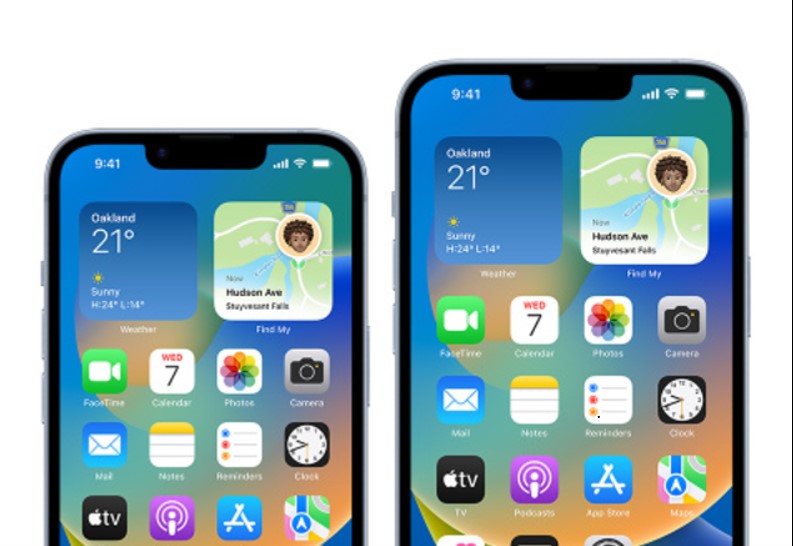 9:41
Oakland
21°
Sunny
H:24° L:14°
Weather
Now
Hudson Ave
Stuyvesant Falls
Find My
FaceTime
WED
7
Calendar
Photos
Camera
Mail
Notes
Reminders
Clock
tv
9:41
Oakland
21°
Sunny
H:24° L:14°
Weather
Now
Hudson Ave
Stuyvesant Falls
Find My
FaceTime
WED
7
Calendar
Photos
Camera
Mail
Notes
Reminders
Clock
tv
TV
Podcasts
App Store
Maps